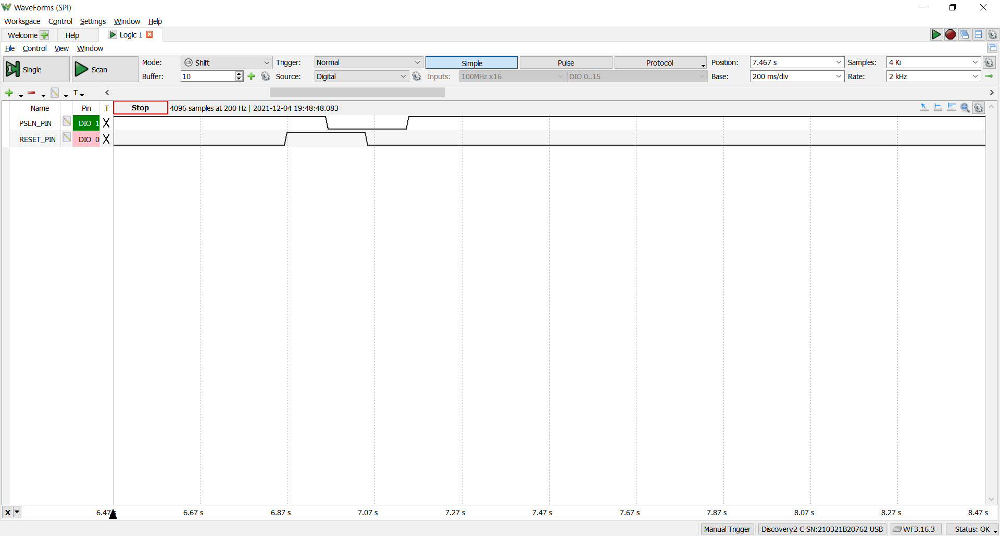 WaveForms (SPI)
Workspace Control Settings Window Help
Welcome Help Logic 1
File Control View Window
Single Scan Mode: Shift Trigger: Normal Simple Pulse Protocol Position: 7.467 s Samples: 4 Ki
Buffer: 10 Source: Digital Inputs: 100MHz x16 DIO 0..15 Base: 200 ms/div Rate: 2 kHz
T
Name Pin T Stop 4096 samples at 200 Hz | 2021-12-04 19:48:48.083
PSEN_PIN DIO 1 X
RESET_PIN DIO 0 X
X 6.47 s 6.67 s 6.87 s 7.07 s 7.27 s 7.47 s 7.67 s 7.87 s 8.07 s 8.27 s 8.47 s
Manual Trigger Discovery2 C SN:210321B20762 USB WF3.16.3 Status: OK